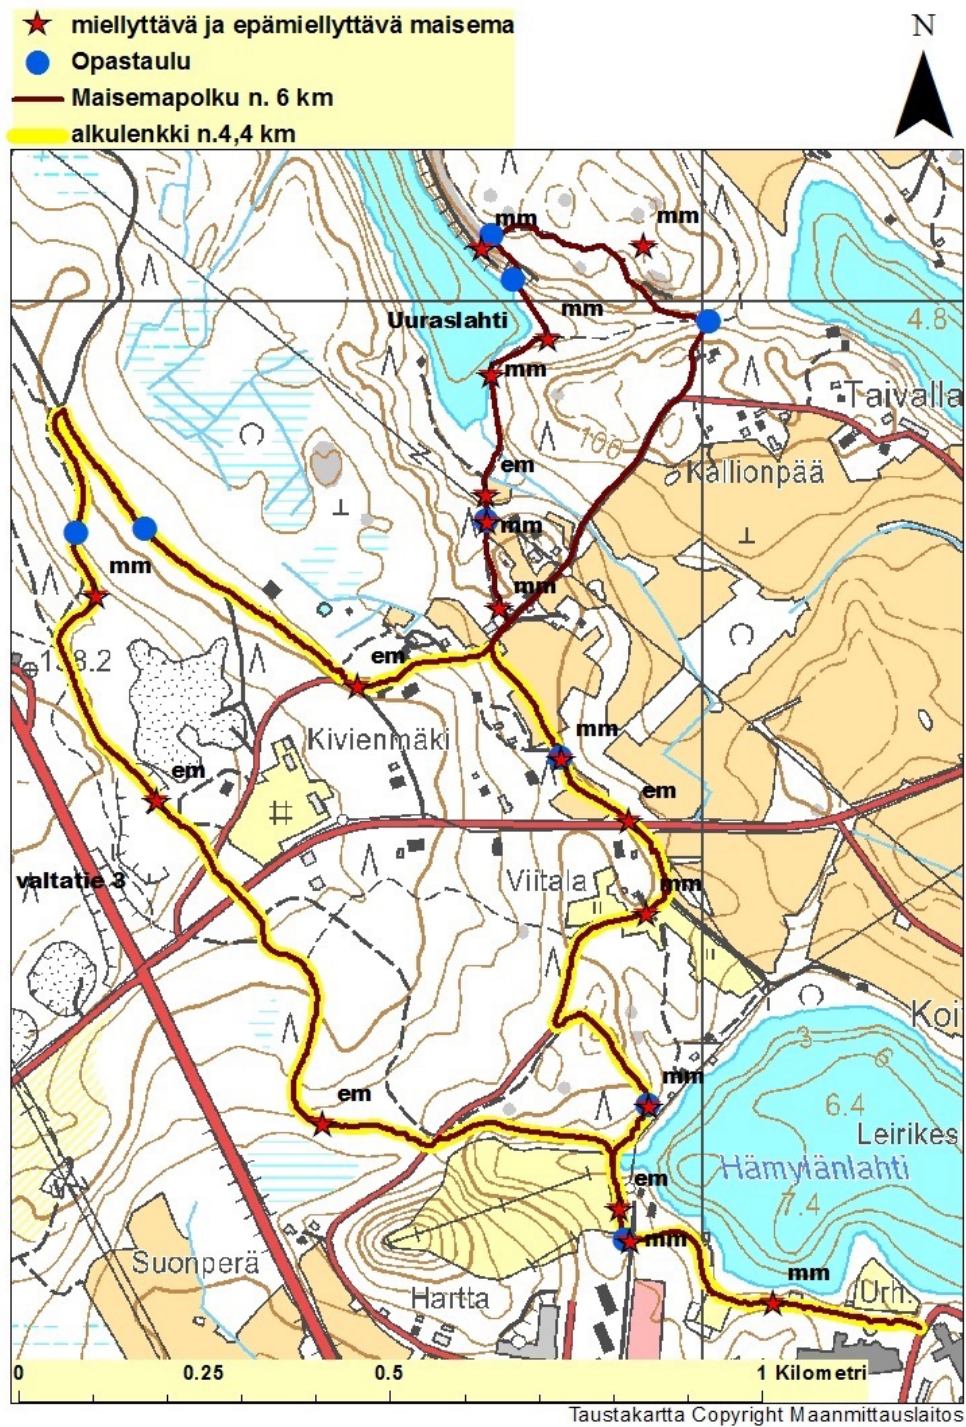 miellyttävä ja epämiellyttävä maisema
N
Opastaulu
Maisemapolku n. 6 km
alkulenkki n.4,4 km
mm
mm
mm
Uuraslahti
4.8
mm
Taivalla
100
em
Kallionpää
mm
mm
mm
em
Kivienmäki
mm
em
em
valtatie 3
Viitala
mm
Koi
3
6
mm
em
6.4
Leirikes
Hämylänlahti
em
7.4
mm
Suonperä
mm
Urh.
Hartta
0 0.25 0.5 1 Kilometri
Taustakartta Copyright Maanmittauslaitos